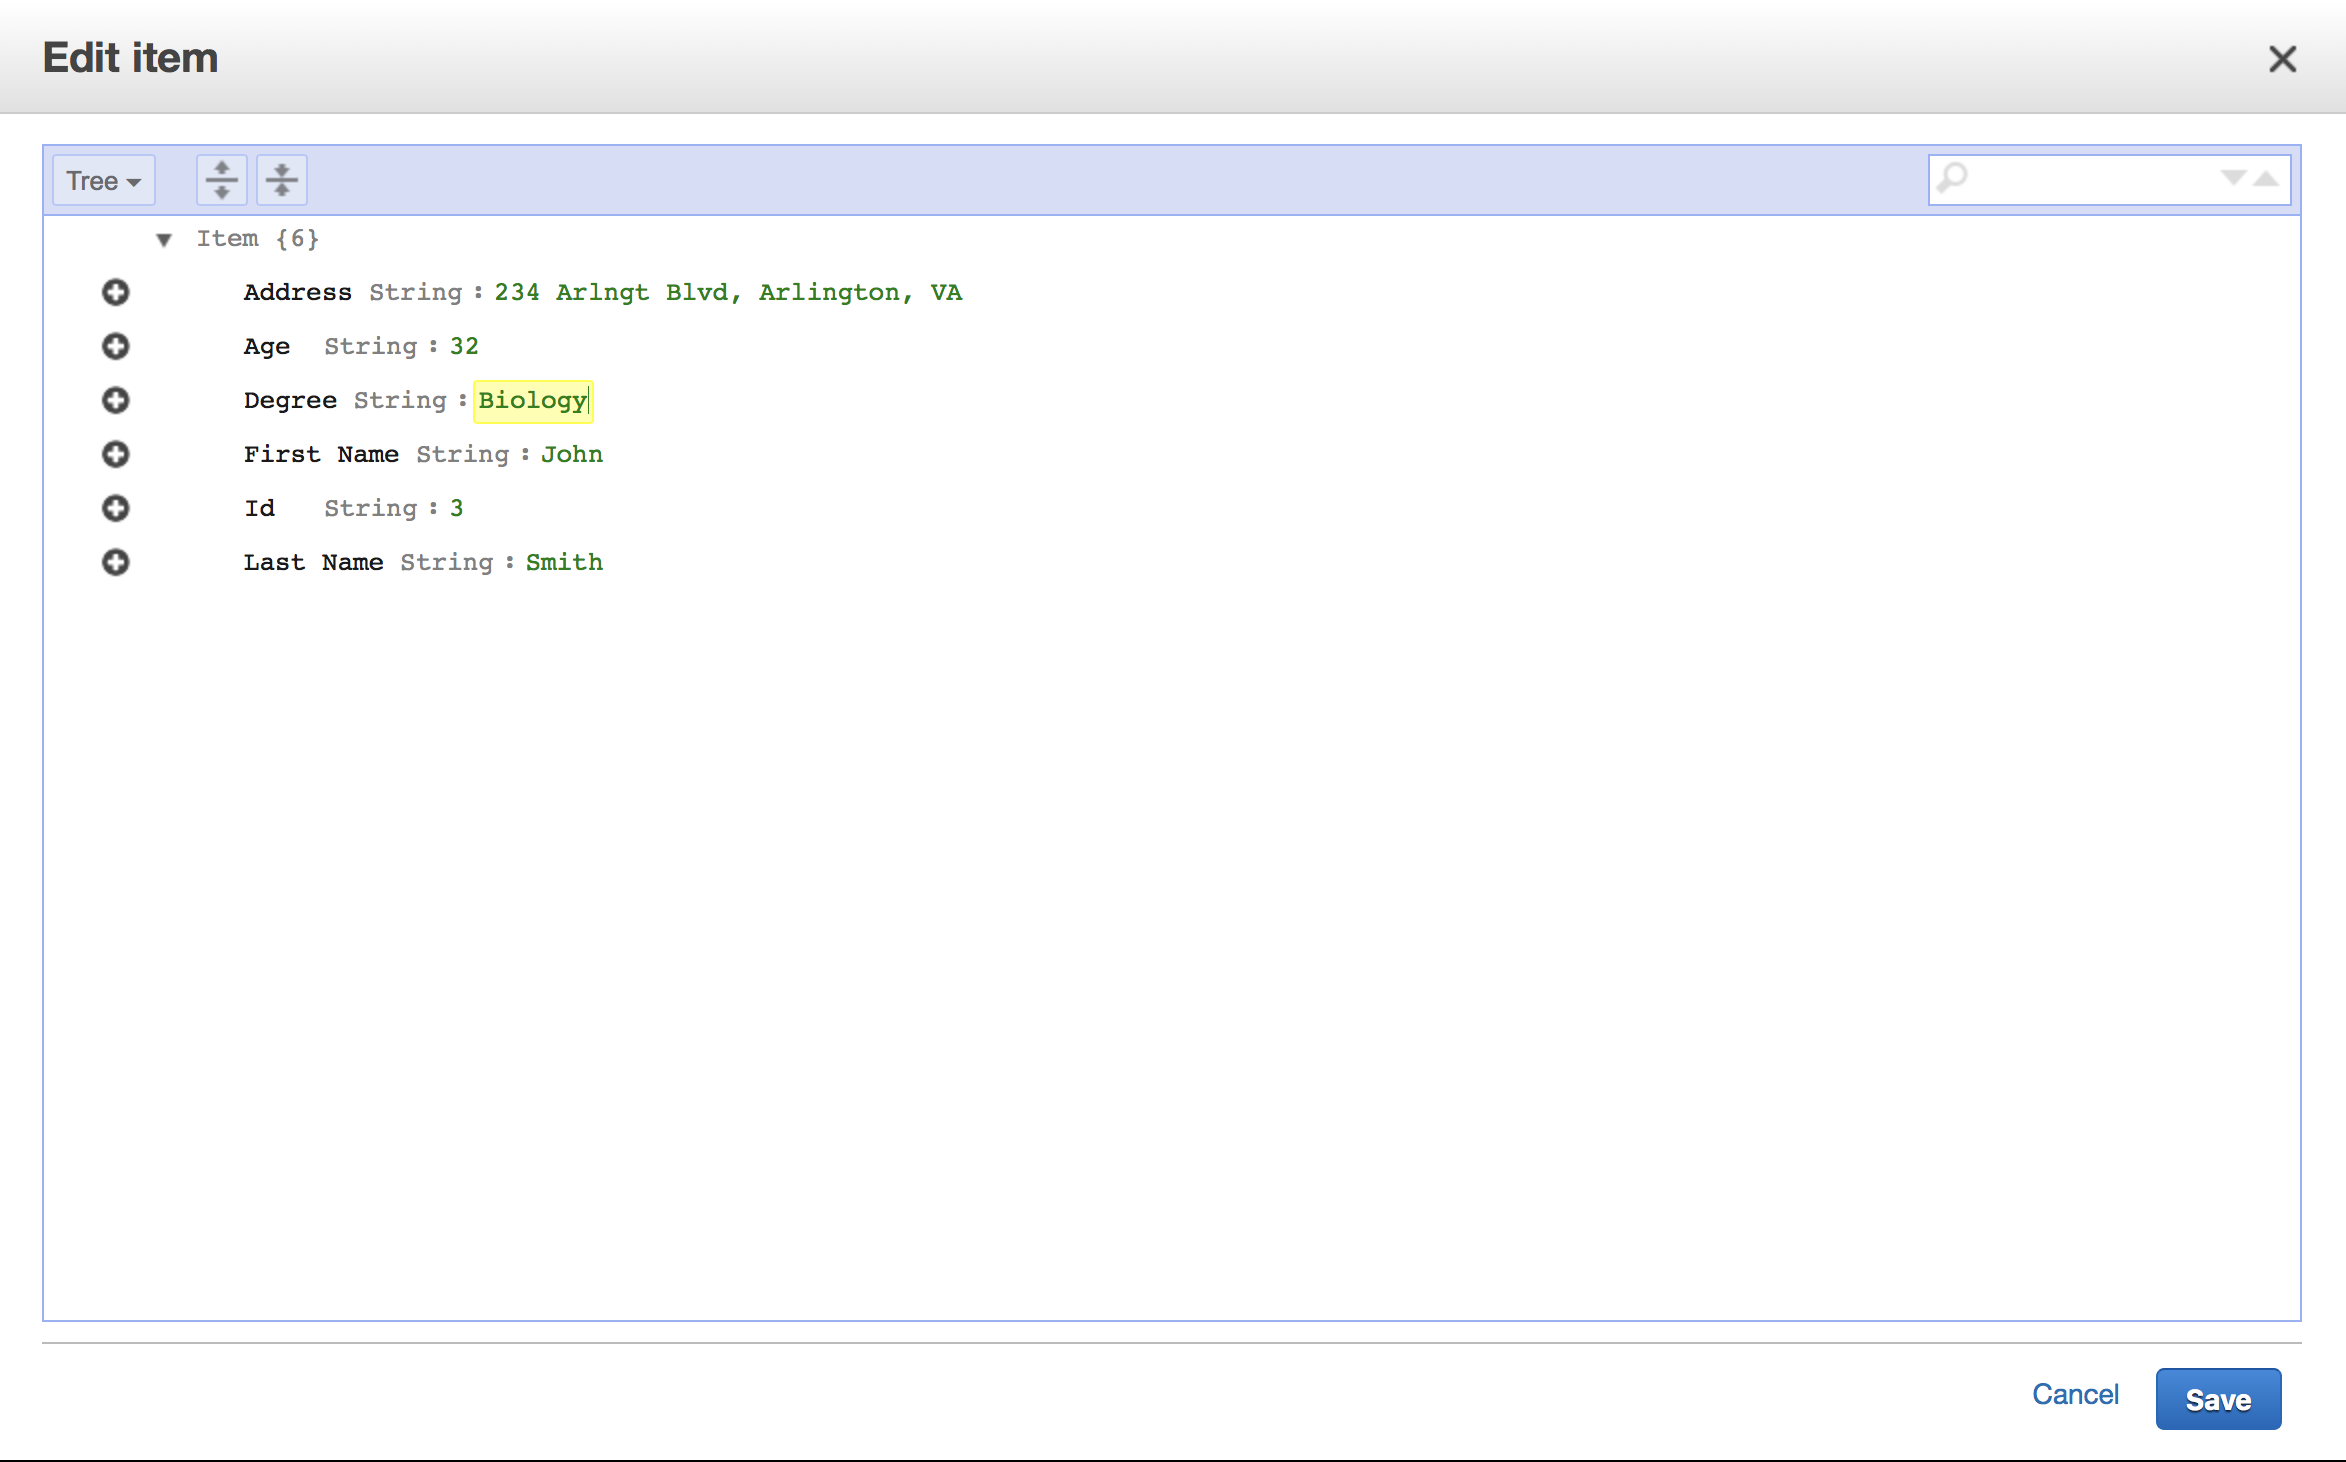 Edit item
Tree
Item {6}
Address String : 234 Arlngt Blvd, Arlington, VA
Age String : 32
Degree String : Biology
First Name String : John
Id String : 3
Last Name String : Smith
Cancel
Save